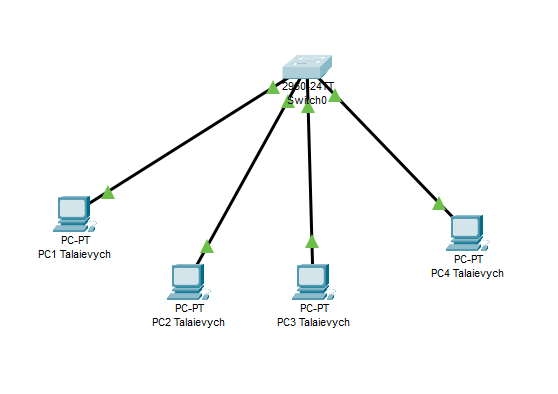 2960-24TT
Switch0
PC-PT
PC1 Talaievych
PC-PT
PC2 Talaievych
PC-PT
PC3 Talaievych
PC-PT
PC4 Talaievych